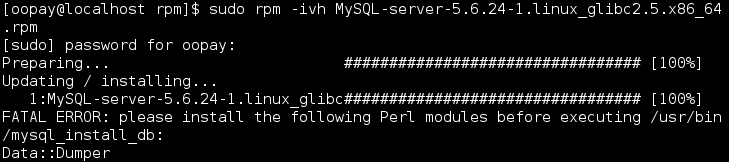 [oopay@localhost rpm]$ sudo rpm -ivh MySQL-server-5.6.24-1.linux_glibc2.5.x86_64
.rpm
[sudo] password for oopay:
Preparing...                          ################################# [100%]
Updating / installing...
   1:MySQL-server-5.6.24-1.linux_glibc################################# [100%]
FATAL ERROR: please install the following Perl modules before executing /usr/bin
/mysql_install_db:
Data::Dumper